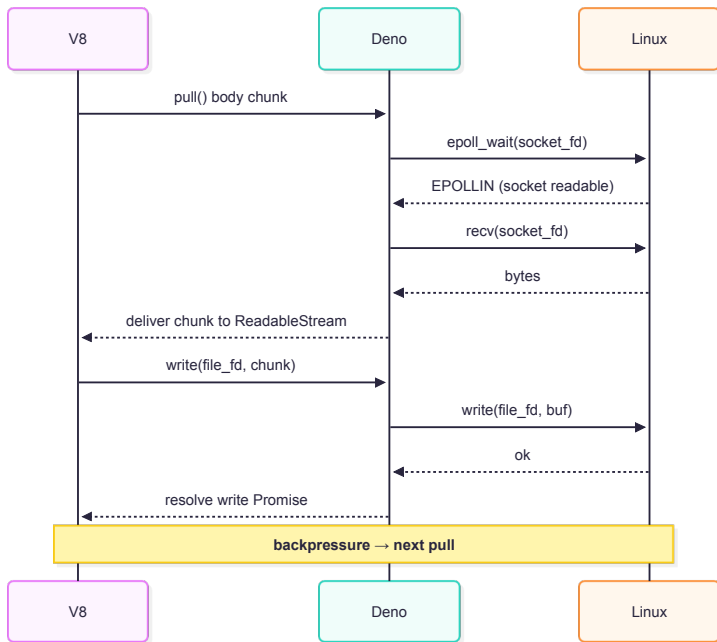 V8 Deno Linux
pull() body chunk
epoll_wait(socket_fd)
EPOLLIN (socket readable)
recv(socket_fd)
bytes
deliver chunk to ReadableStream
write(file_fd, chunk)
write(file_fd, buf)
ok
resolve write Promise
backpressure → next pull
V8 Deno Linux